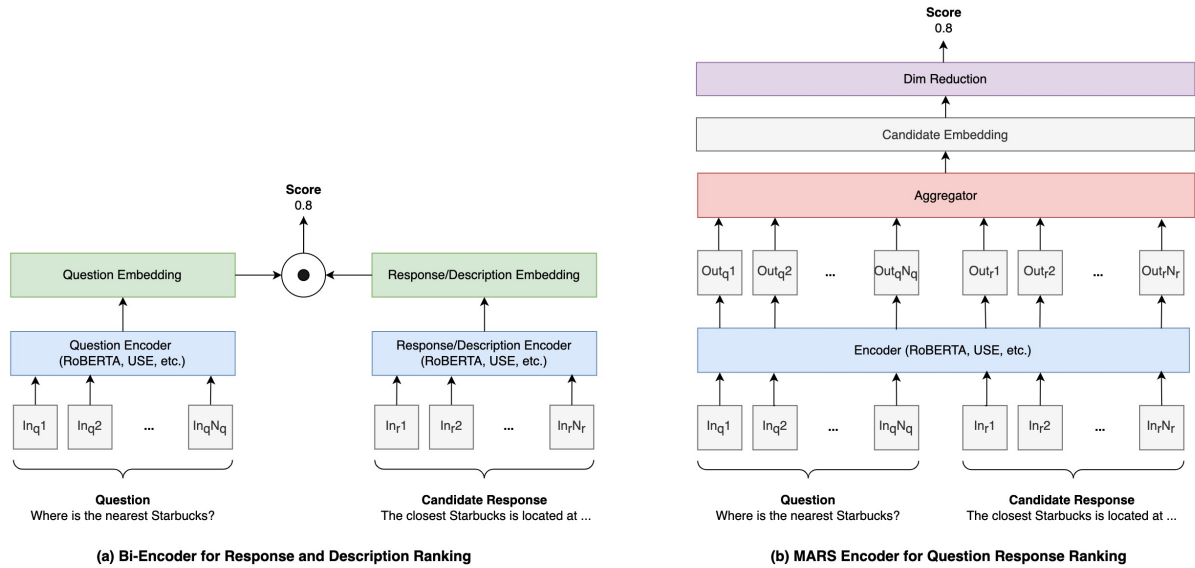 Score
0.8
Question Embedding
Response/Description Embedding
Question Encoder
(RoBERTA, USE, etc.)
Response/Description Encoder
(RoBERTA, USE, etc.)
Inq1 Inq2 ... InqNq
Inr1 Inr2 ... InrNr
Question
Where is the nearest Starbucks?
Candidate Response
The closest Starbucks is located at ...
(a) Bi-Encoder for Response and Description Ranking
Score
0.8
Dim Reduction
Candidate Embedding
Aggregator
Outq1 Outq2 ... OutqNq Outr1 Outr2 ... OutrNr
Encoder (RoBERTA, USE, etc.)
Inq1 Inq2 ... InqNq Inr1 Inr2 ... InrNr
Question
Where is the nearest Starbucks?
Candidate Response
The closest Starbucks is located at ...
(b) MARS Encoder for Question Response Ranking